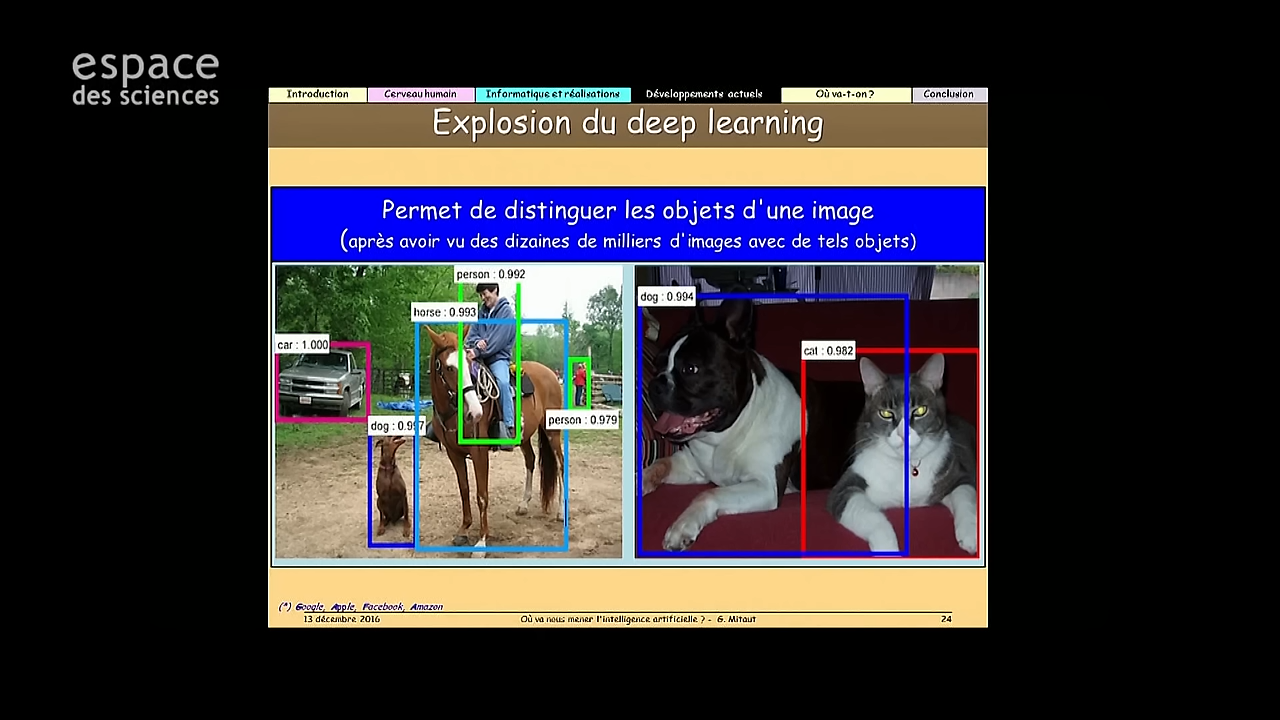 espace
des sciences
Introduction
Cerveau humain
Informatique et réalisations
Développements actuels
Où va-t-on ?
Conclusion
Explosion du deep learning
Permet de distinguer les objets d'une image
(après avoir vu des dizaines de milliers d'images avec de tels objets)
person : 0.992
horse : 0.993
car : 1.000
dog : 0.997
person : 0.979
dog : 0.994
cat : 0.982
(*) Google, Apple, Facebook, Amazon
13 décembre 2016
Où va nous mener l'intelligence artificielle ? - G. Mitaut
24